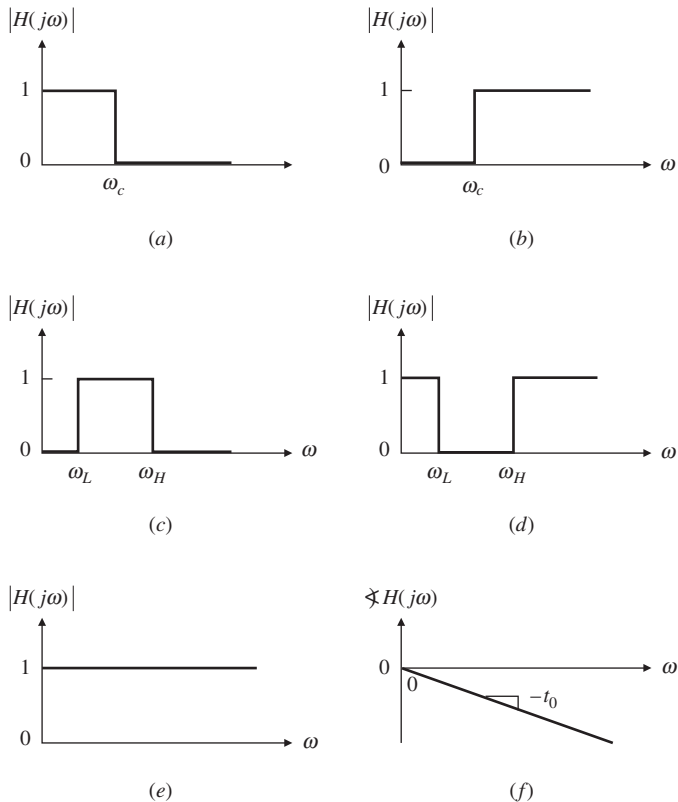 |H(jω)|
1
0
ω_c
(a)
|H(jω)|
1
0
ω_c
ω
(b)
|H(jω)|
1
0
ω_L
ω_H
ω
(c)
|H(jω)|
1
0
ω_L
ω_H
ω
(d)
|H(jω)|
1
0
ω
(e)
∢H(jω)
0
0
−t_0
ω
(f)